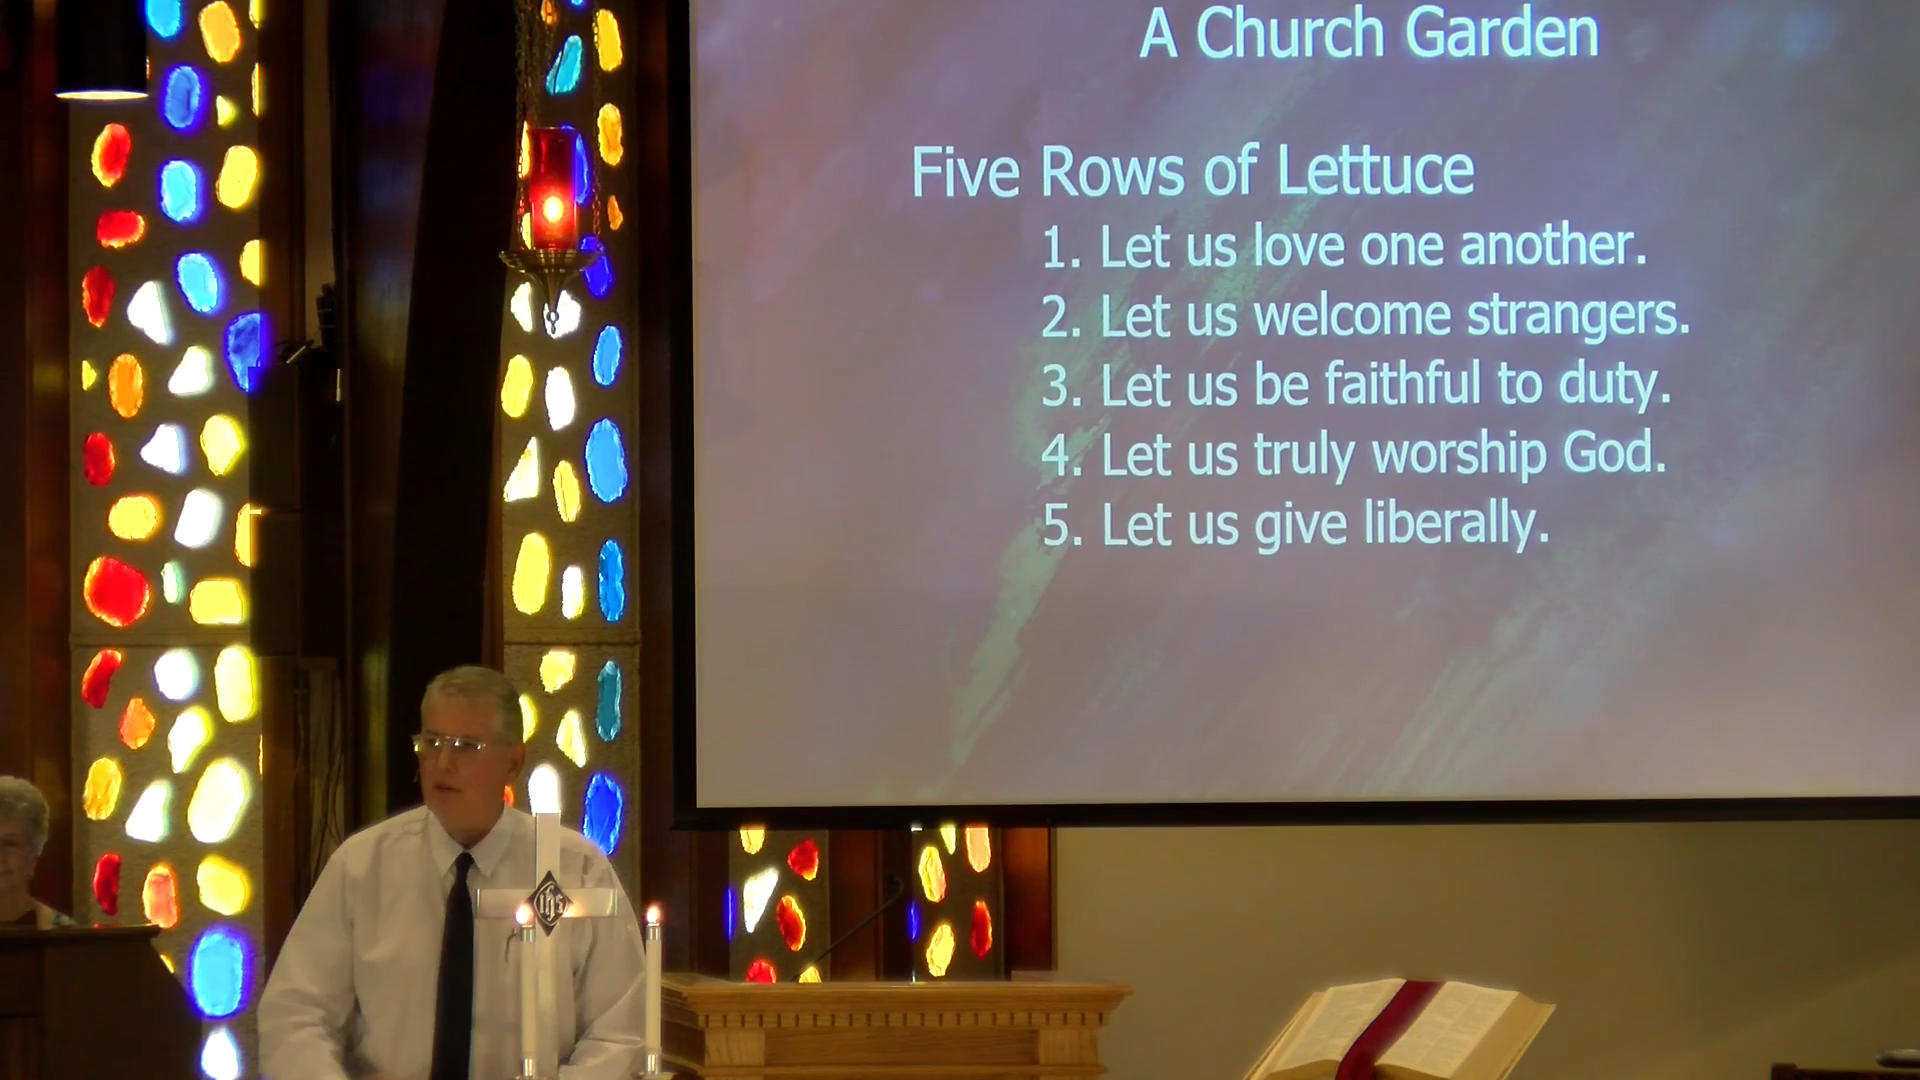 A Church Garden
Five Rows of Lettuce
1. Let us love one another.
2. Let us welcome strangers.
3. Let us be faithful to duty.
4. Let us truly worship God.
5. Let us give liberally.
ihs